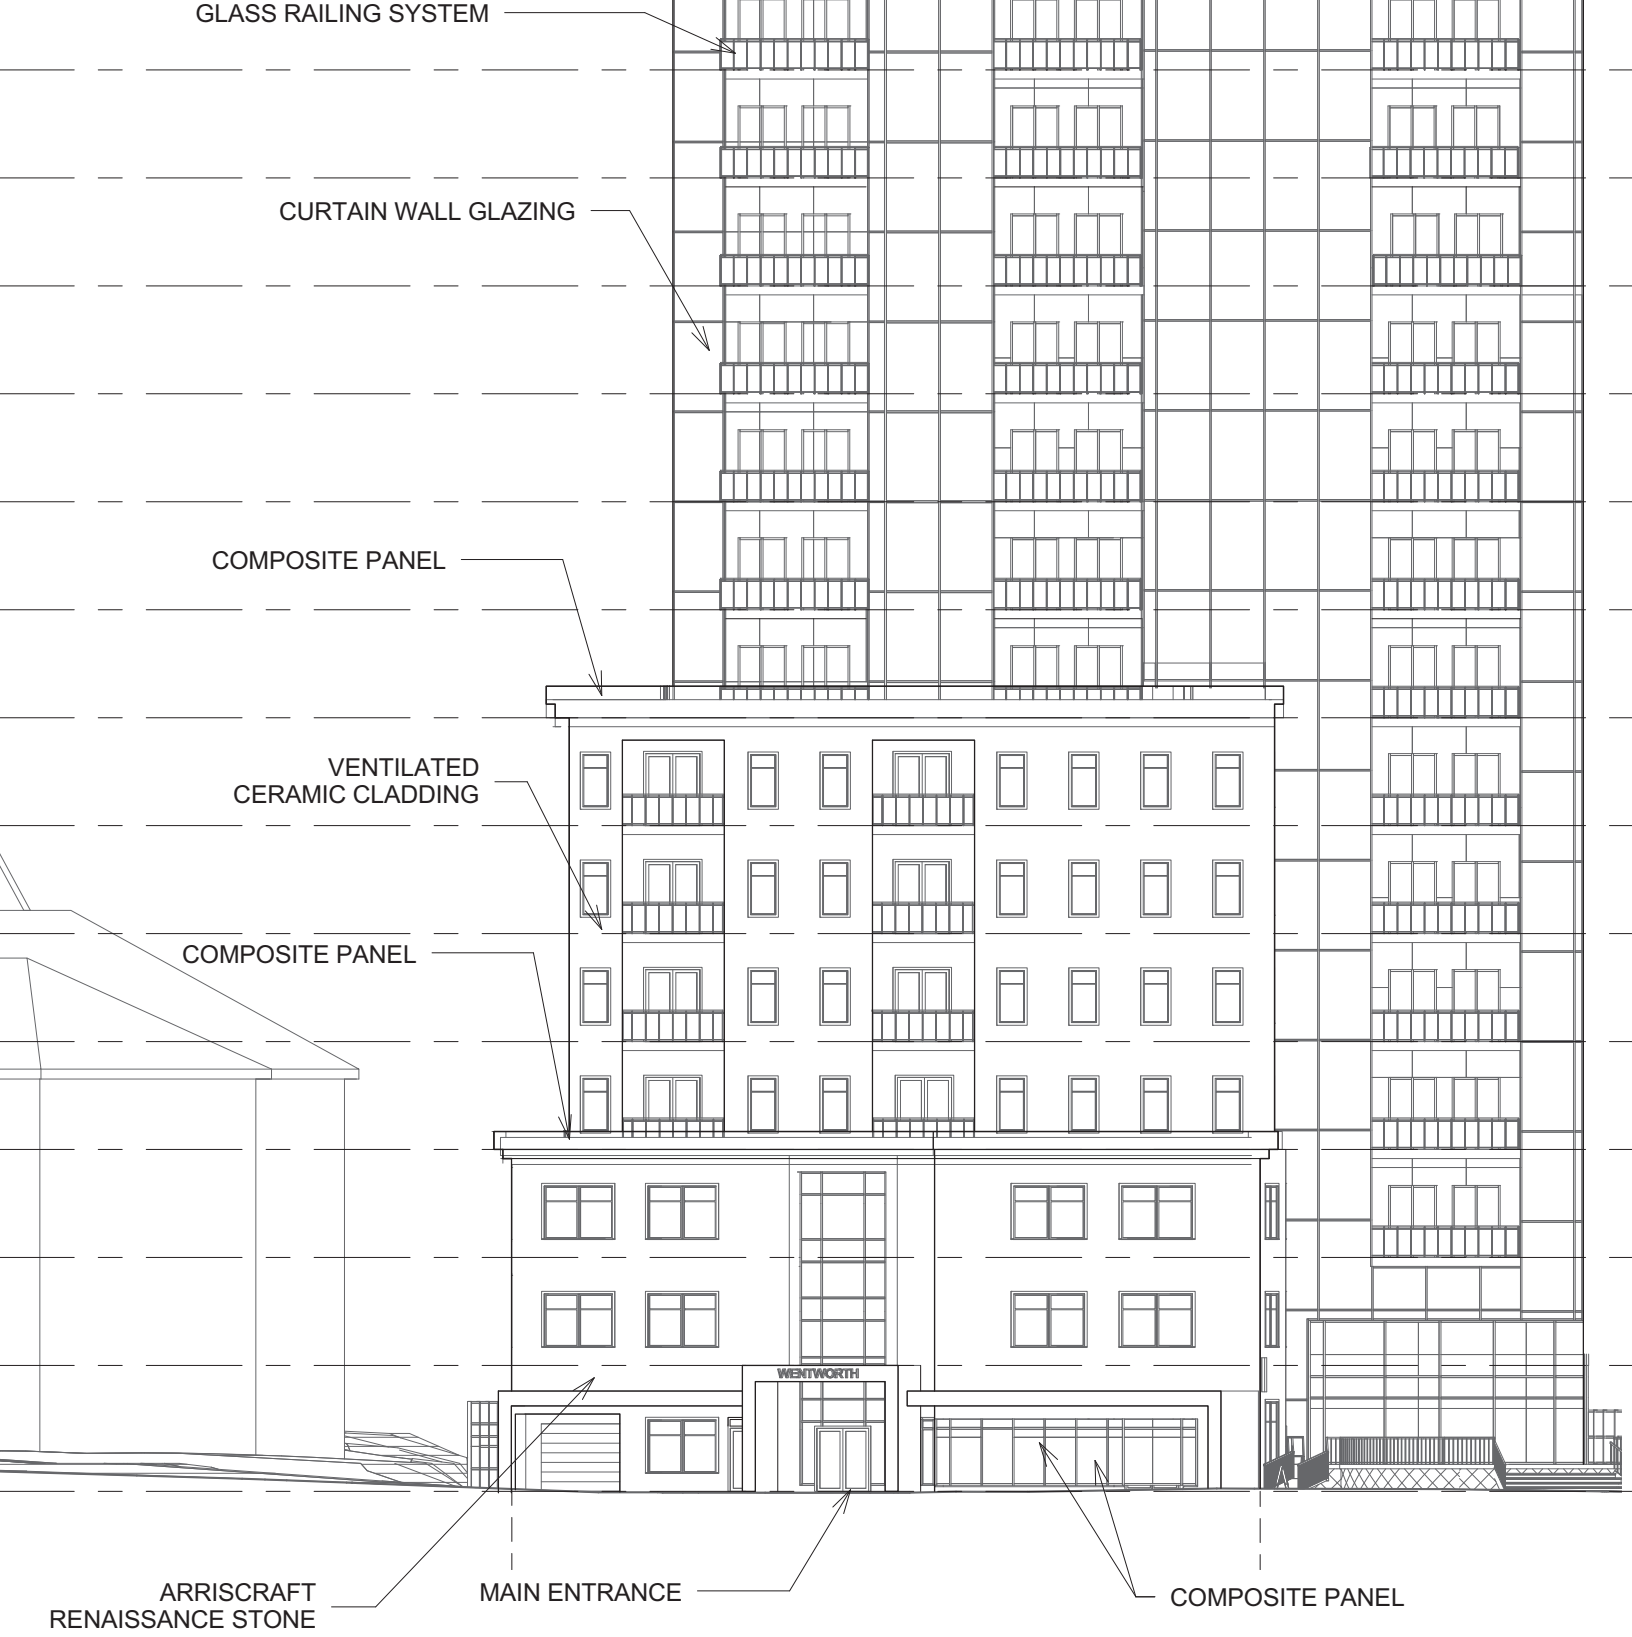 GLASS RAILING SYSTEM
CURTAIN WALL GLAZING
COMPOSITE PANEL
VENTILATED
CERAMIC CLADDING
COMPOSITE PANEL
WENTWORTH
ARRISCRAFT
RENAISSANCE STONE
MAIN ENTRANCE
COMPOSITE PANEL